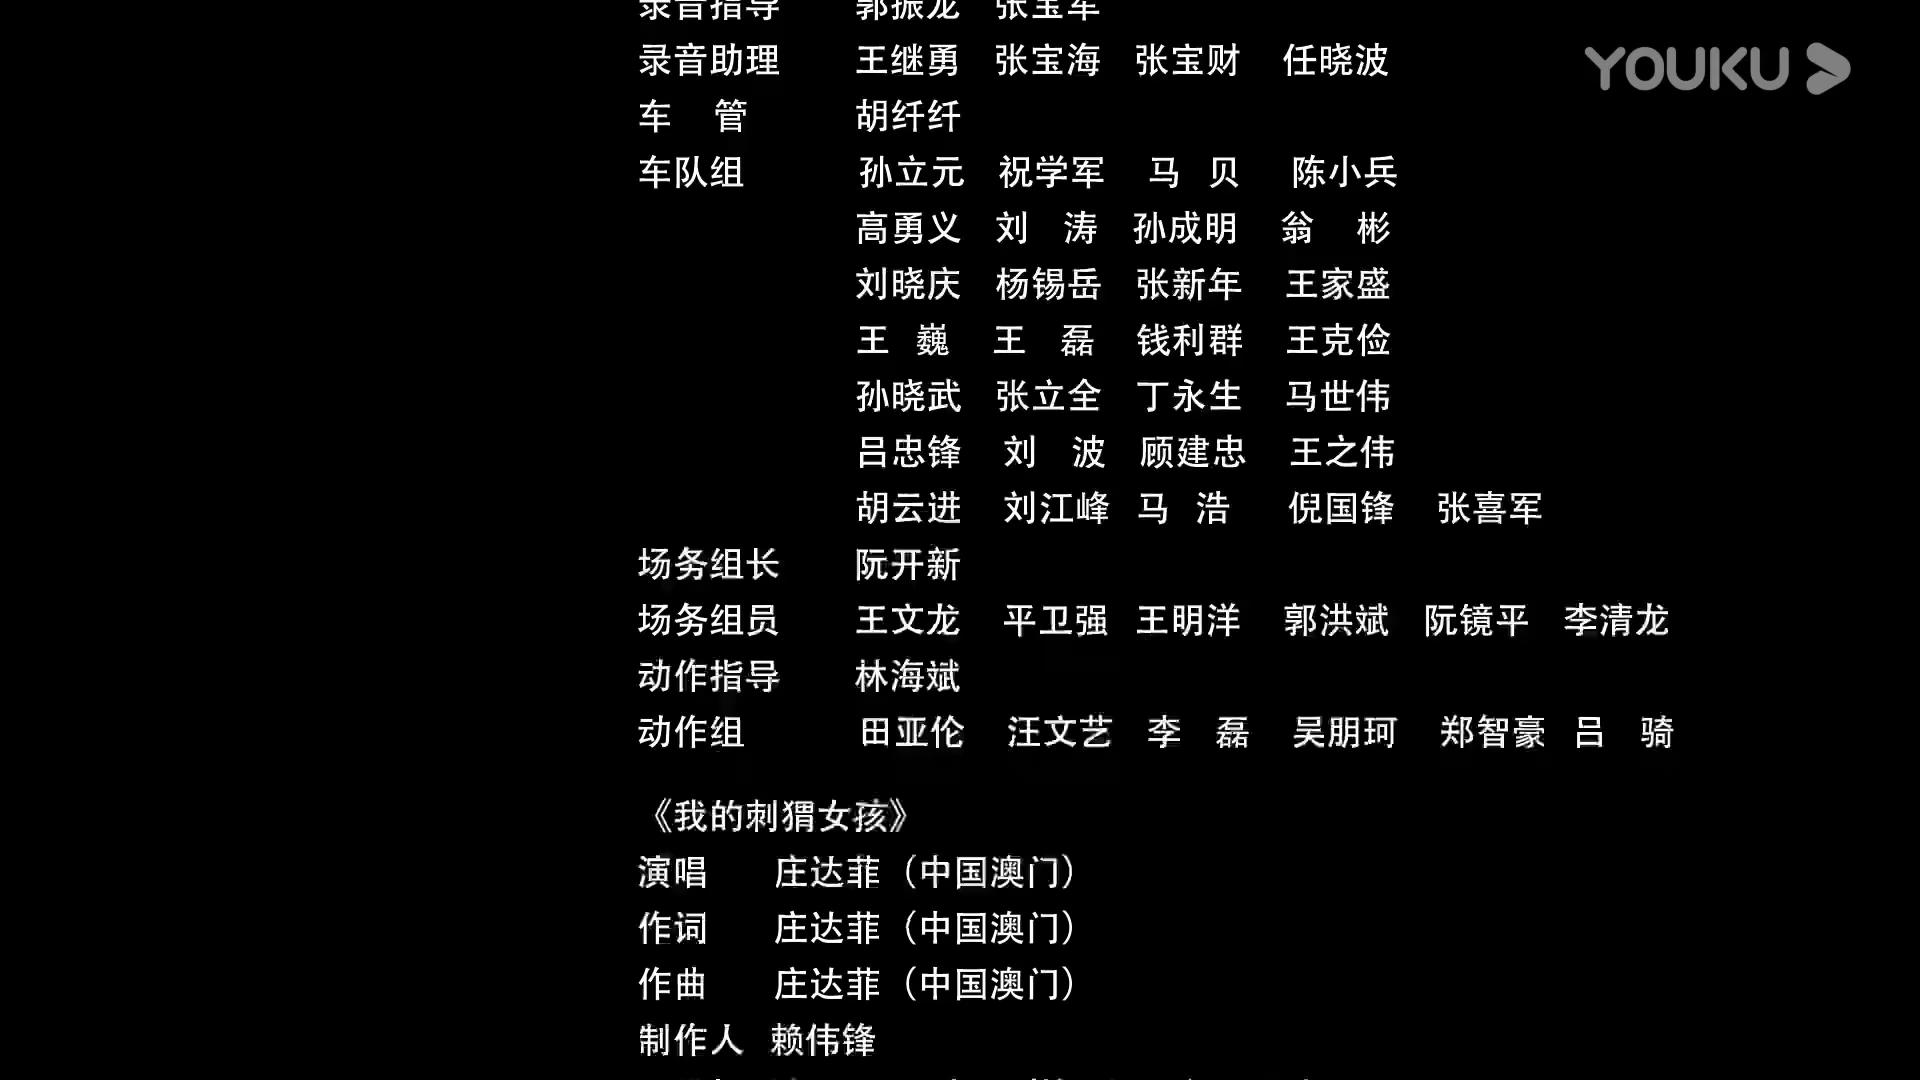 录音指导 郭振龙 张宝军
录音助理 王继勇 张宝海 张宝财 任晓波
YOUKU
车 管 胡纤纤
车队组 孙立元 祝学军 马 贝 陈小兵
高勇义 刘 涛 孙成明 翁 彬
刘晓庆 杨锡岳 张新年 王家盛
王 巍 王 磊 钱利群 王克俭
孙晓武 张立全 丁永生 马世伟
吕忠锋 刘 波 顾建忠 王之伟
胡云进 刘江峰 马 浩 倪国锋 张喜军
场务组长 阮开新
场务组员 王文龙 平卫强 王明洋 郭洪斌 阮镜平 李清龙
动作指导 林海斌
动作组 田亚伦 汪文艺 李 磊 吴朋珂 郑智豪 吕 骑
《我的刺猬女孩》
演唱 庄达菲（中国澳门）
作词 庄达菲（中国澳门）
作曲 庄达菲（中国澳门）
制作人 赖伟锋